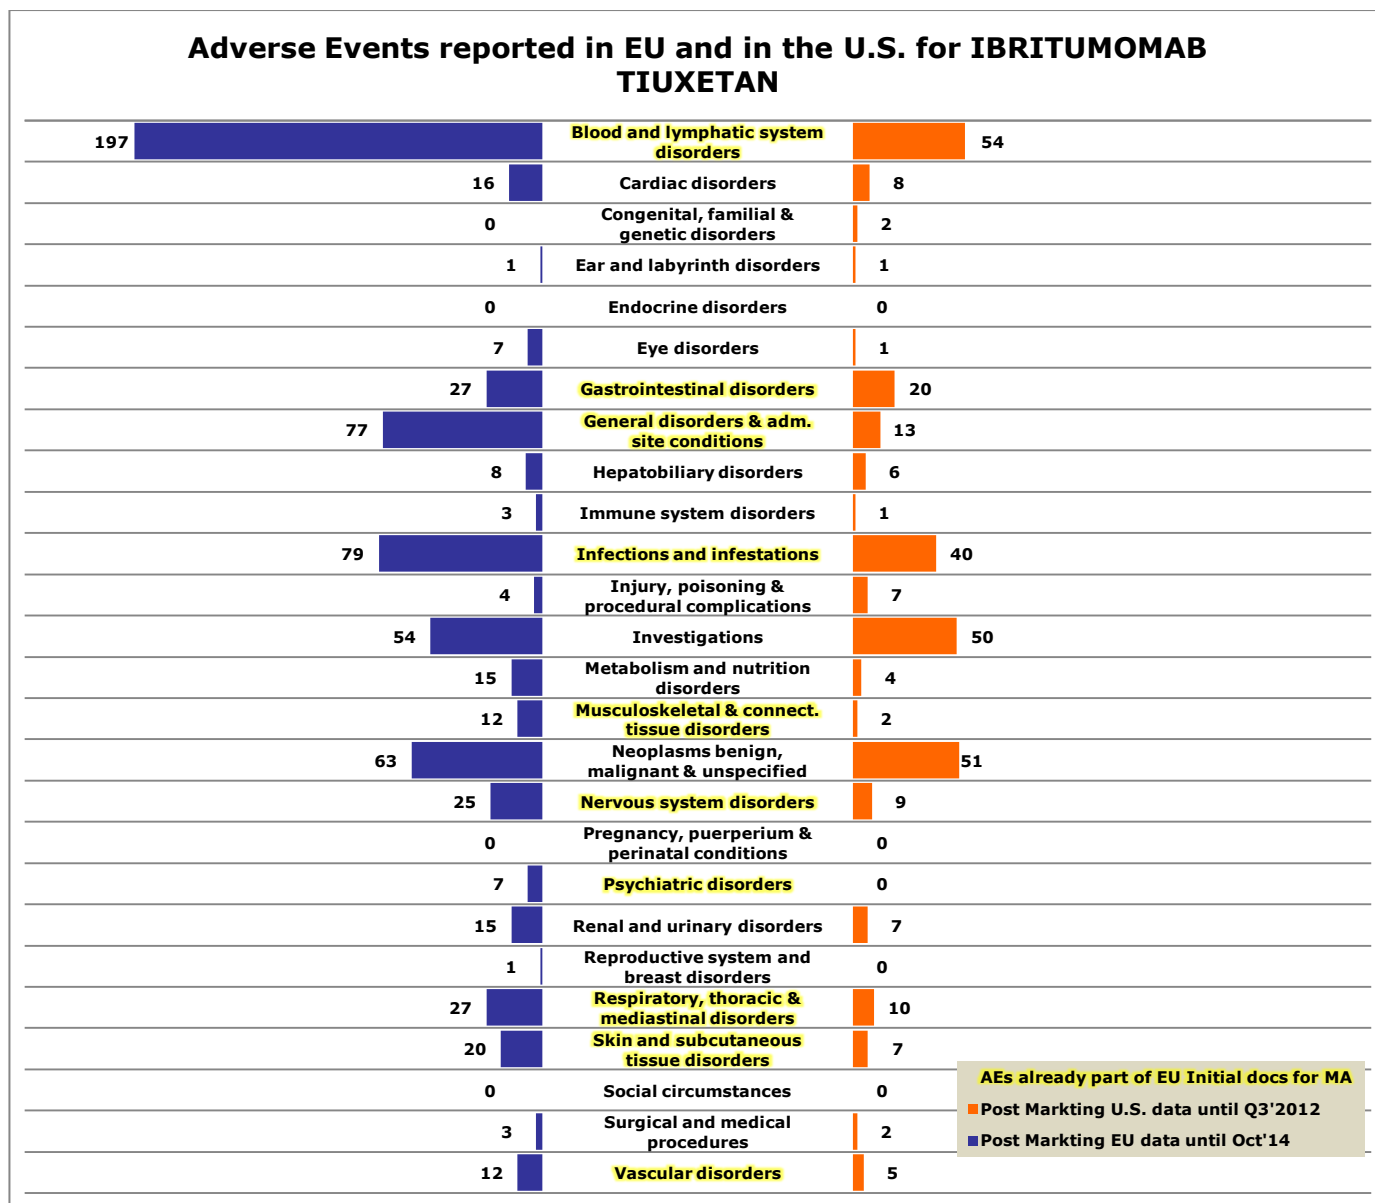 Adverse Events reported in EU and in the U.S. for IBRITUMOMAB
TIUXETAN
197 Blood and lymphatic system 54
disorders
16 Cardiac disorders 8
Congenital, familial &
0 genetic disorders 2
1 Ear and labyrinth disorders 1
0 Endocrine disorders 0
7 Eye disorders 1
27 Gastrointestinal disorders 20
77 General disorders & adm. 13
site conditions
8 Hepatobiliary disorders 6
3 Immune system disorders 1
79 Infections and infestations 40
4 Injury, poisoning & 7
procedural complications
54 Investigations 50
15 Metabolism and nutrition 4
disorders
12 Musculoskeletal & connect. 2
tissue disorders
63 Neoplasms benign, 51
malignant & unspecified
25 Nervous system disorders 9
0 Pregnancy, puerperium & 0
perinatal conditions
7 Psychiatric disorders 0
15 Renal and urinary disorders 7
1 Reproductive system and 0
breast disorders
27 Respiratory, thoracic & 10
mediastinal disorders
20 Skin and subcutaneous 7
tissue disorders
0 Social circumstances 0
3 Surgical and medical 2
procedures
12 Vascular disorders 5
AEs already part of EU Initial docs for MA
Post Markting U.S. data until Q3'2012
Post Markting EU data until Oct'14